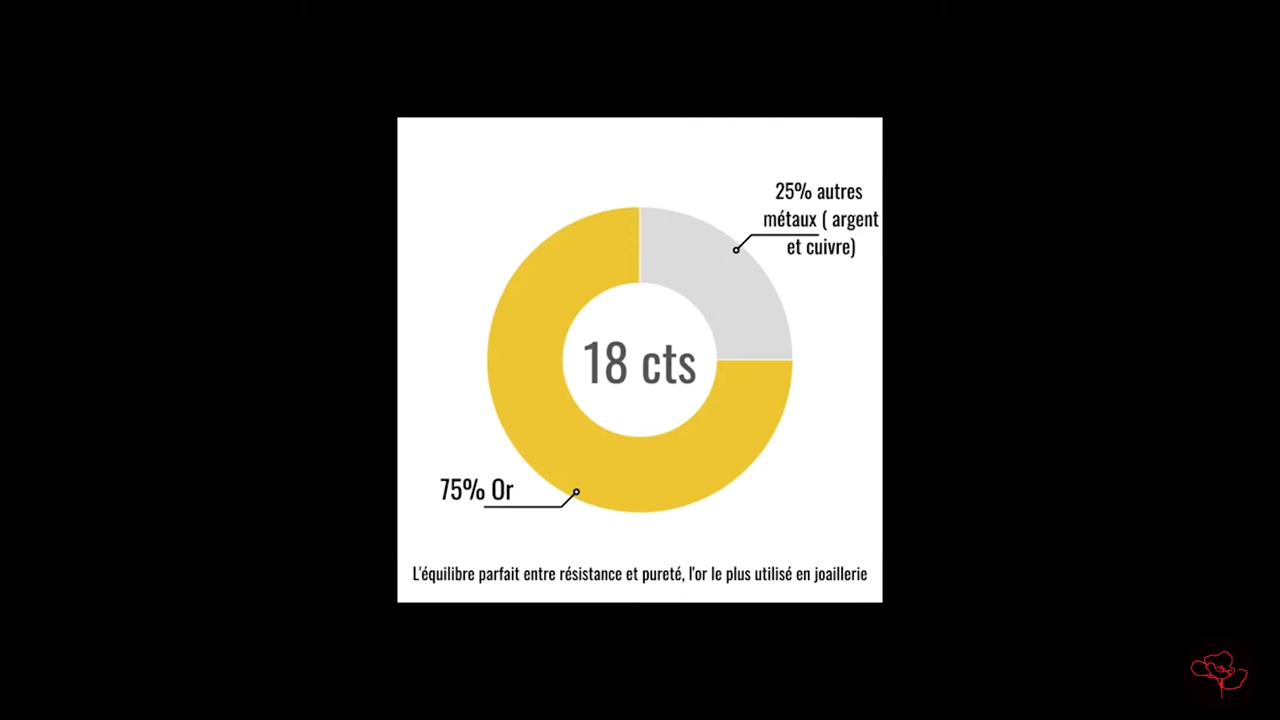 25% autres
métaux ( argent
et cuivre)
18 cts
75% Or
L'équilibre parfait entre résistance et pureté, l'or le plus utilisé en joaillerie